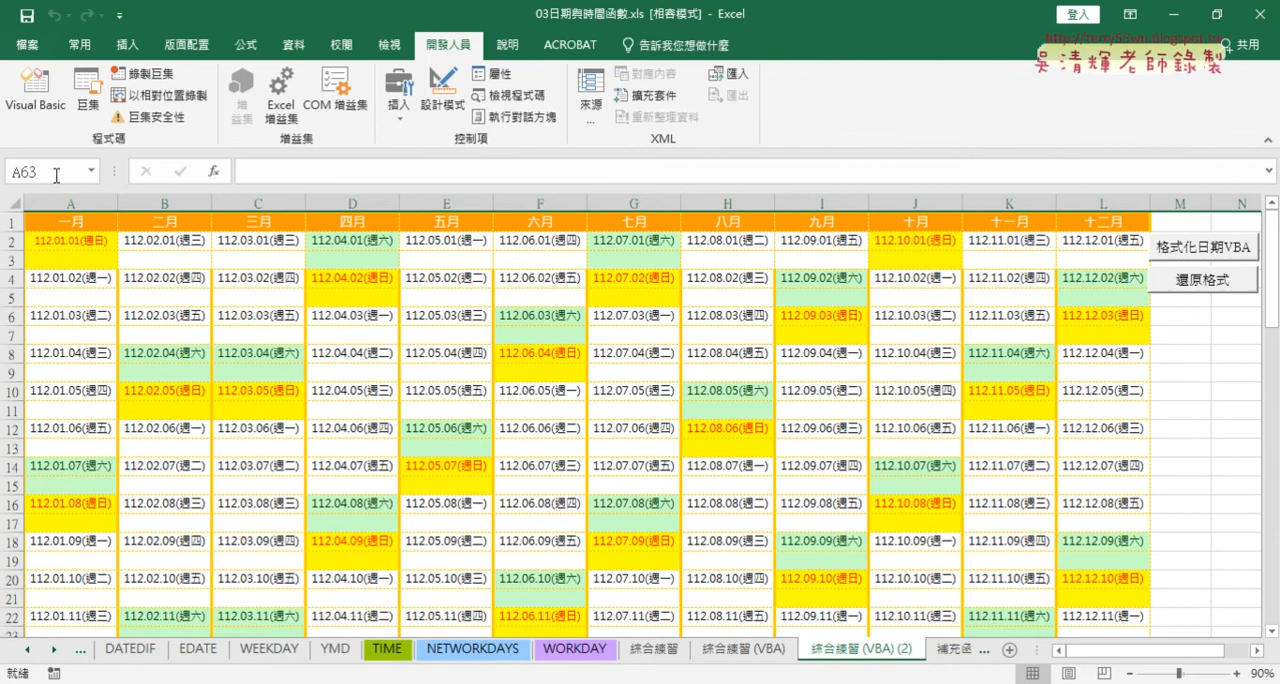 03日期與時間函數.xls [相容模式] - Excel
登入
檔案 常用 插入 版面配置 公式 資料 校閱 檢視 開發人員 說明 ACROBAT 告訴我您想做什麼 共用
http://terry55wu.blogspot.tw
吳清輝老師錄製
Visual Basic 巨集 錄製巨集 以相對位置錄製 巨集安全性
增益集 Excel 增益集 COM 增益集
插入 設計模式 屬性 檢視程式碼 執行對話方塊
來源... 對應內容 擴充套件 重新整理資料 匯入 匯出
程式碼 增益集 控制項 XML
A63 fx
A B C D E F G H I J K L M N
1 一月 二月 三月 四月 五月 六月 七月 八月 九月 十月 十一月 十二月
2 112.01.01(週日) 112.02.01(週三) 112.03.01(週三) 112.04.01(週六) 112.05.01(週一) 112.06.01(週四) 112.07.01(週六) 112.08.01(週二) 112.09.01(週五) 112.10.01(週日) 112.11.01(週三) 112.12.01(週五) 格式化日期VBA
3
4 112.01.02(週一) 112.02.02(週四) 112.03.02(週四) 112.04.02(週日) 112.05.02(週二) 112.06.02(週五) 112.07.02(週日) 112.08.02(週三) 112.09.02(週六) 112.10.02(週一) 112.11.02(週四) 112.12.02(週六) 還原格式
5
6 112.01.03(週二) 112.02.03(週五) 112.03.03(週五) 112.04.03(週一) 112.05.03(週三) 112.06.03(週六) 112.07.03(週一) 112.08.03(週四) 112.09.03(週日) 112.10.03(週二) 112.11.03(週五) 112.12.03(週日)
7
8 112.01.04(週三) 112.02.04(週六) 112.03.04(週六) 112.04.04(週二) 112.05.04(週四) 112.06.04(週日) 112.07.04(週二) 112.08.04(週五) 112.09.04(週一) 112.10.04(週三) 112.11.04(週六) 112.12.04(週一)
9
10 112.01.05(週四) 112.02.05(週日) 112.03.05(週日) 112.04.05(週三) 112.05.05(週五) 112.06.05(週一) 112.07.05(週三) 112.08.05(週六) 112.09.05(週二) 112.10.05(週四) 112.11.05(週日) 112.12.05(週二)
11
12 112.01.06(週五) 112.02.06(週一) 112.03.06(週一) 112.04.06(週四) 112.05.06(週六) 112.06.06(週二) 112.07.06(週四) 112.08.06(週日) 112.09.06(週三) 112.10.06(週五) 112.11.06(週一) 112.12.06(週三)
13
14 112.01.07(週六) 112.02.07(週二) 112.03.07(週二) 112.04.07(週五) 112.05.07(週日) 112.06.07(週三) 112.07.07(週五) 112.08.07(週一) 112.09.07(週四) 112.10.07(週六) 112.11.07(週二) 112.12.07(週四)
15
16 112.01.08(週日) 112.02.08(週三) 112.03.08(週三) 112.04.08(週六) 112.05.08(週一) 112.06.08(週四) 112.07.08(週六) 112.08.08(週二) 112.09.08(週五) 112.10.08(週日) 112.11.08(週三) 112.12.08(週五)
17
18 112.01.09(週一) 112.02.09(週四) 112.03.09(週四) 112.04.09(週日) 112.05.09(週二) 112.06.09(週五) 112.07.09(週日) 112.08.09(週三) 112.09.09(週六) 112.10.09(週一) 112.11.09(週四) 112.12.09(週六)
19
20 112.01.10(週二) 112.02.10(週五) 112.03.10(週五) 112.04.10(週一) 112.05.10(週三) 112.06.10(週六) 112.07.10(週一) 112.08.10(週四) 112.09.10(週日) 112.10.10(週二) 112.11.10(週五) 112.12.10(週日)
21
22 112.01.11(週三) 112.02.11(週六) 112.03.11(週六) 112.04.11(週二) 112.05.11(週四) 112.06.11(週日) 112.07.11(週二) 112.08.11(週五) 112.09.11(週一) 112.10.11(週三) 112.11.11(週六) 112.12.11(週一)
23
... DATEDIF EDATE WEEKDAY YMD TIME NETWORKDAYS WORKDAY 綜合練習 綜合練習 (VBA) 綜合練習 (VBA) (2) 補充函 ...
就緒 90%